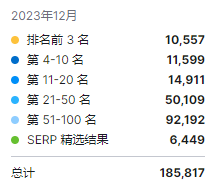 2023年12月
排名前 3 名 10,557
第 4-10 名 11,599
第 11-20 名 14,911
第 21-50 名 50,109
第 51-100 名 92,192
SERP 精选结果 6,449
总计 185,817